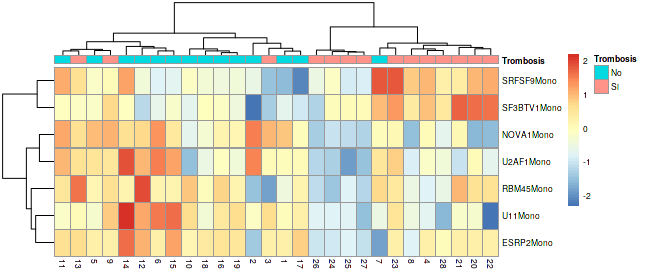 Trombosis
SRFSF9Mono
SF3BTV1Mono
NOVA1Mono
U2AF1Mono
RBM45Mono
U11Mono
ESRP2Mono
11 13 5 9 14 12 6 15 10 18 16 19 2 3 1 17 26 24 25 27 7 23 8 4 28 21 20 22
2
1
0
-1
-2
Trombosis
No
SI